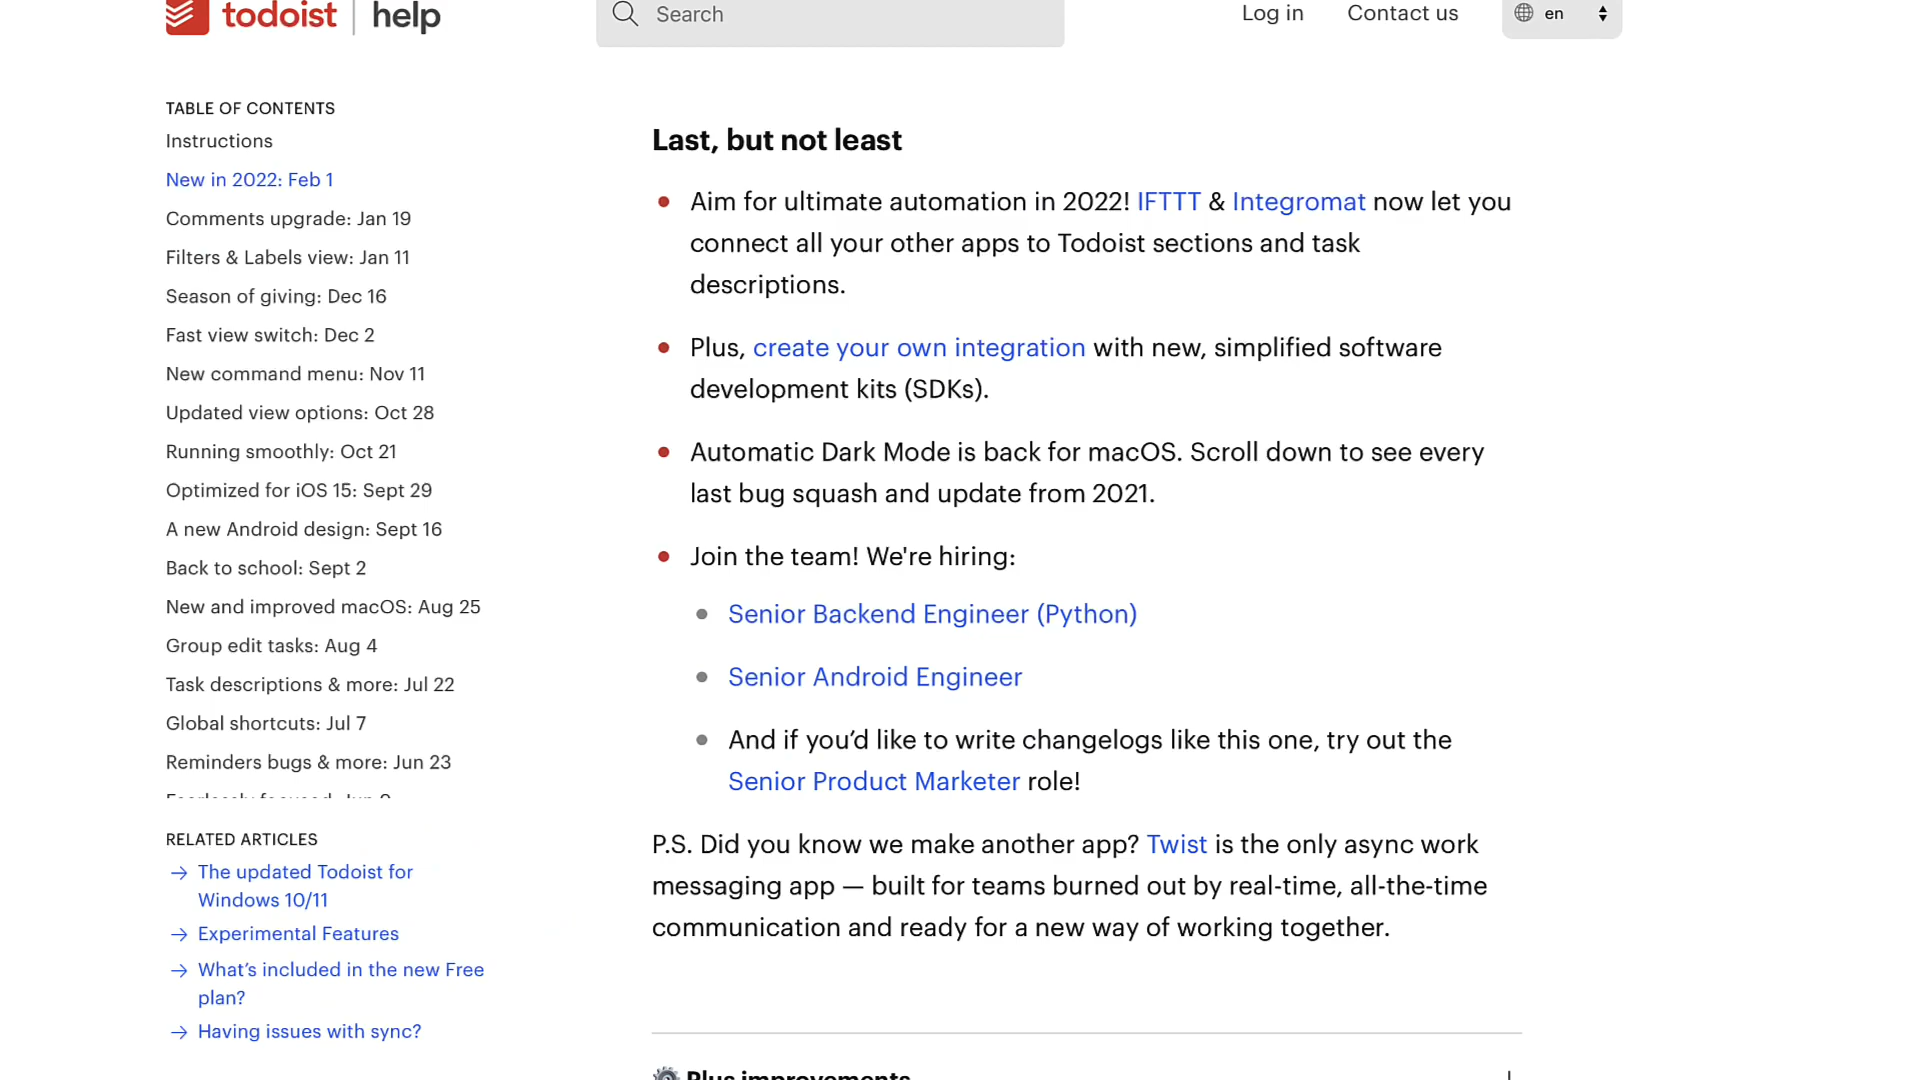 todoist | help
Search
Log in
Contact us
en
TABLE OF CONTENTS
Instructions
New in 2022: Feb 1
Comments upgrade: Jan 19
Filters & Labels view: Jan 11
Season of giving: Dec 16
Fast view switch: Dec 2
New command menu: Nov 11
Updated view options: Oct 28
Running smoothly: Oct 21
Optimized for iOS 15: Sept 29
A new Android design: Sept 16
Back to school: Sept 2
New and improved macOS: Aug 25
Group edit tasks: Aug 4
Task descriptions & more: Jul 22
Global shortcuts: Jul 7
Reminders bugs & more: Jun 23
RELATED ARTICLES
→ The updated Todoist for
Windows 10/11
→ Experimental Features
→ What’s included in the new Free
plan?
→ Having issues with sync?
Last, but not least
• Aim for ultimate automation in 2022! IFTTT & Integromat now let you
connect all your other apps to Todoist sections and task
descriptions.
• Plus, create your own integration with new, simplified software
development kits (SDKs).
• Automatic Dark Mode is back for macOS. Scroll down to see every
last bug squash and update from 2021.
• Join the team! We're hiring:
• Senior Backend Engineer (Python)
• Senior Android Engineer
• And if you’d like to write changelogs like this one, try out the
Senior Product Marketer role!
P.S. Did you know we make another app? Twist is the only async work
messaging app — built for teams burned out by real-time, all-the-time
communication and ready for a new way of working together.
Plus improvements